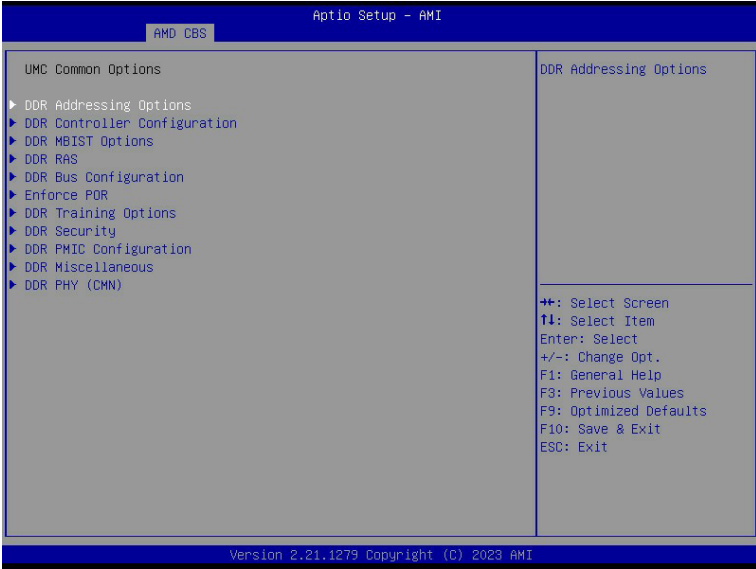 Aptio Setup – AMI
AMD CBS
UMC Common Options
DDR Addressing Options
DDR Controller Configuration
DDR MBIST Options
DDR RAS
DDR Bus Configuration
Enforce POR
DDR Training Options
DDR Security
DDR PMIC Configuration
DDR Miscellaneous
DDR PHY (CMN)
DDR Addressing Options
→←: Select Screen
↑↓: Select Item
Enter: Select
+/-: Change Opt.
F1: General Help
F3: Previous Values
F9: Optimized Defaults
F10: Save & Exit
ESC: Exit
Version 2.21.1279 Copyright (C) 2023 AMI